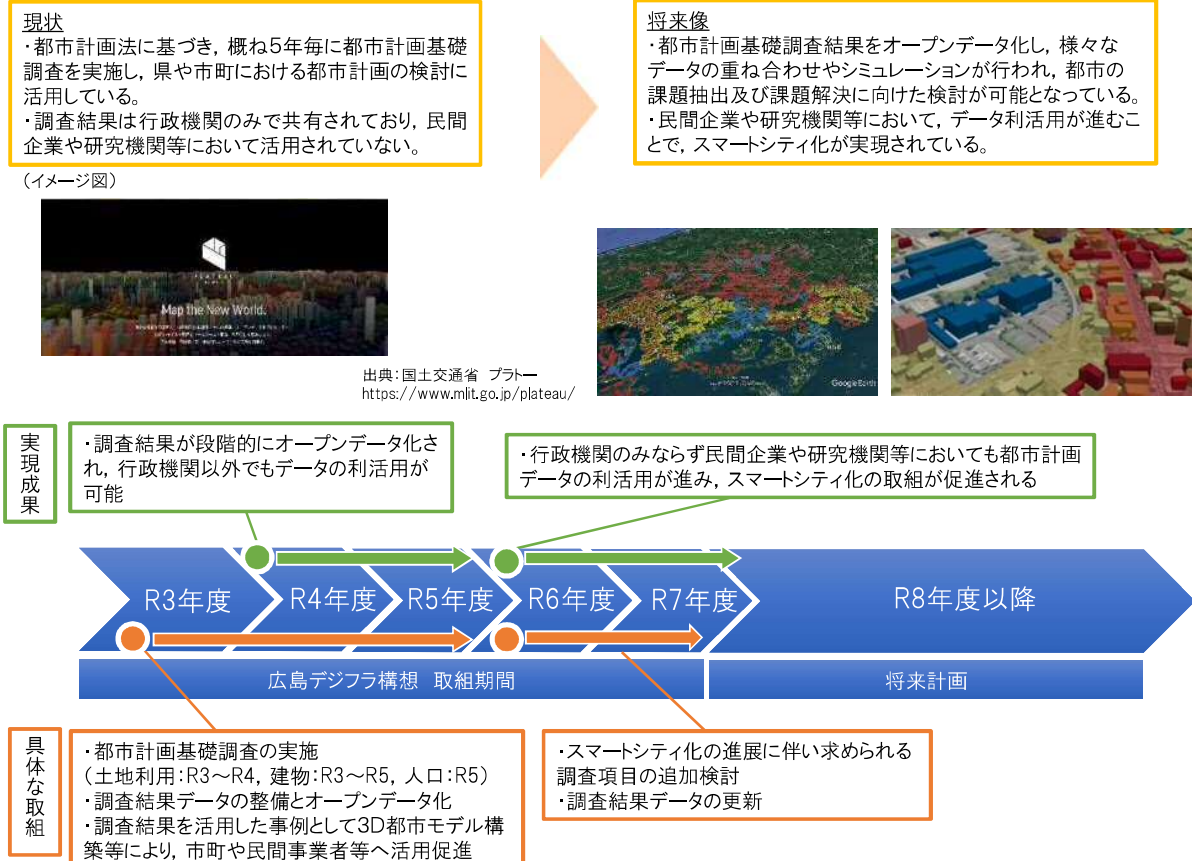 現状
・都市計画法に基づき，概ね5年毎に都市計画基礎
調査を実施し，県や市町における都市計画の検討に
活用している。
・調査結果は行政機関のみで共有されており，民間
企業や研究機関等において活用されていない。
将来像
・都市計画基礎調査結果をオープンデータ化し，様々な
データの重ね合わせやシミュレーションが行われ，都市の
課題抽出及び課題解決に向けた検討が可能となっている。
・民間企業や研究機関等において，データ利活用が進むこ
とで，スマートシティ化が実現されている。
（イメージ図）
Map the New World.
Google Earth
出典：国土交通省 プラトー
https://www.mlit.go.jp/plateau/
実現成果
・調査結果が段階的にオープンデータ化さ
れ，行政機関以外でもデータの利活用が
可能
・行政機関のみならず民間企業や研究機関等においても都市計画
データの利活用が進み，スマートシティ化の取組が促進される
R3年度
R4年度
R5年度
R6年度
R7年度
R8年度以降
広島デジフラ構想 取組期間
将来計画
具体な取組
・都市計画基礎調査の実施
（土地利用：R3～R4，建物：R3～R5，人口：R5）
・調査結果データの整備とオープンデータ化
・調査結果を活用した事例として3D都市モデル構
築等により，市町や民間事業者等へ活用促進
・スマートシティ化の進展に伴い求められる
調査項目の追加検討
・調査結果データの更新